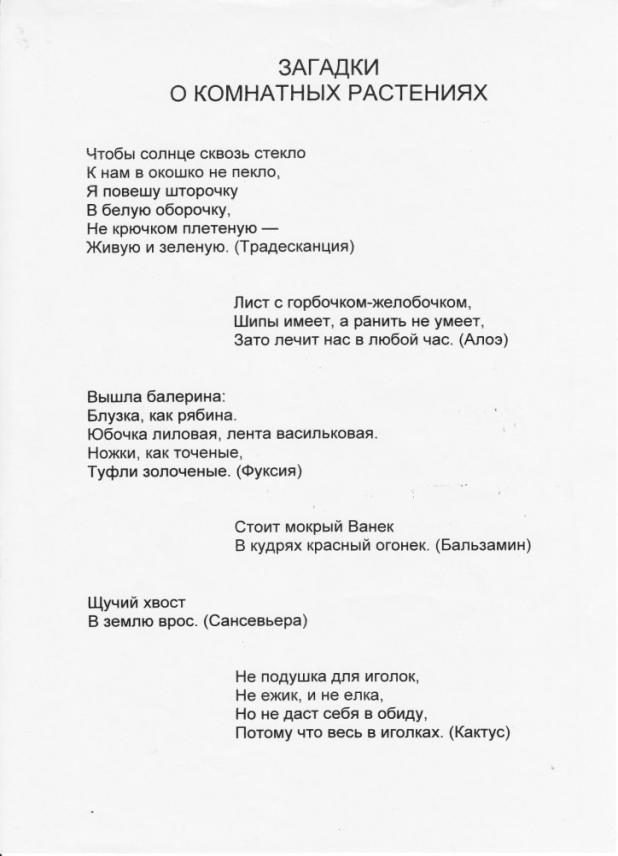 ЗАГАДКИ
О КОМНАТНЫХ РАСТЕНИЯХ
Чтобы солнце сквозь стекло
К нам в окошко не пекло,
Я повешу шторочку
В белую оборочку,
Не крючком плетеную —
Живую и зеленую. (Традесканция)
Лист с горбочком-желобочком,
Шипы имеет, а ранить не умеет,
Зато лечит нас в любой час. (Алоэ)
Вышла балерина:
Блузка, как рябина.
Юбочка лиловая, лента васильковая.
Ножки, как точеные,
Туфли золоченые. (Фуксия)
Стоит мокрый Ванек
В кудрях красный огонек. (Бальзамин)
Щучий хвост
В землю врос. (Сансевьера)
Не подушка для иголок,
Не ежик, и не елка,
Но не даст себя в обиду,
Потому что весь в иголках. (Кактус)